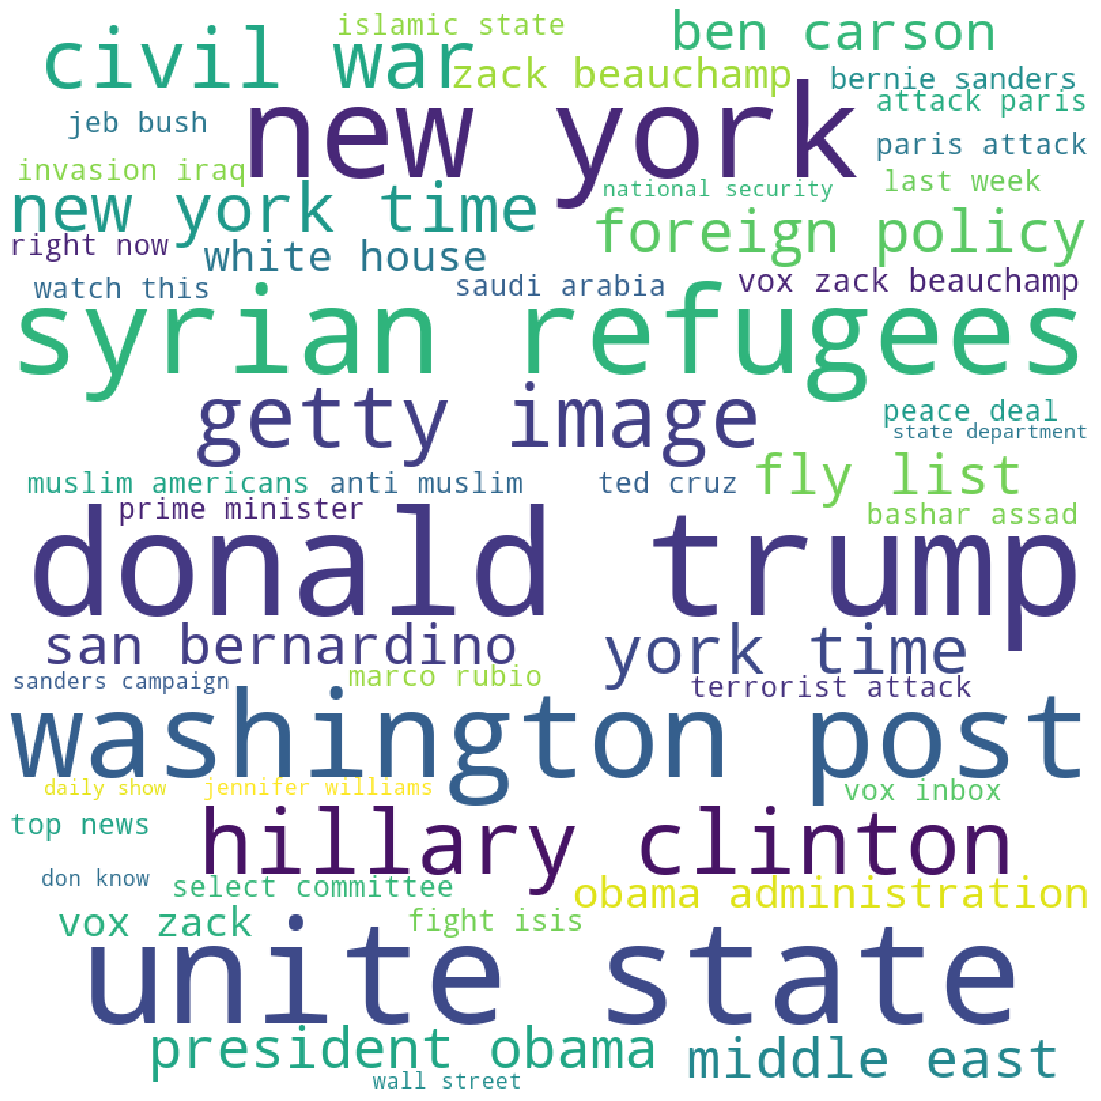 islamic state
ben carson
civil war
zack beauchamp
bernie sanders
attack paris
new york
jeb bush
paris attack
invasion iraq
national security
last week
new york time
foreign policy
right now
white house
watch this
saudi arabia
vox zack beauchamp
syrian refugees
getty image
peace deal
state department
muslim americans
anti muslim
ted cruz
fly list
prime minister
bashar assad
donald trump
san bernardino
york time
sanders campaign
marco rubio
terrorist attack
washington post
daily show
jennifer williams
vox inbox
top news
hillary clinton
don know
select committee
obama administration
vox zack
fight isis
unite state
president obama
middle east
wall street